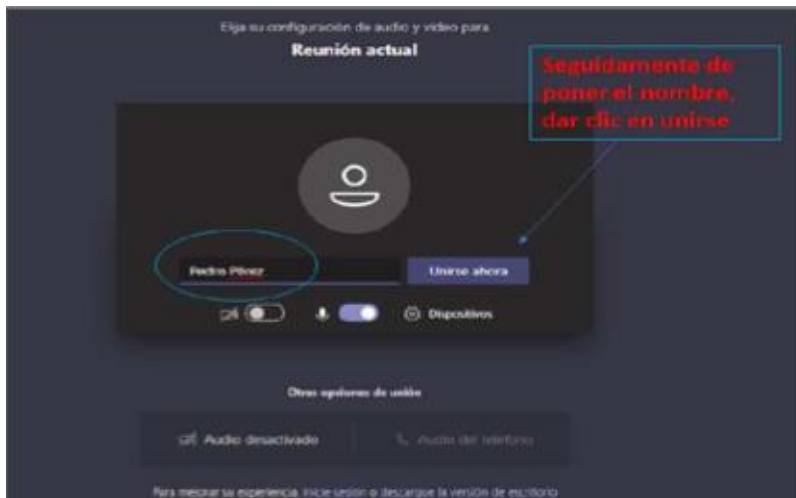 Elija su configuración de audio y vídeo para
Reunión actual
Seguidamente de
poner el nombre,
dar clic en unirse
Pedro Pérez
Unirse ahora
Dispositivos
Otras opciones de unión
Audio desactivado
Audio del teléfono
Para mejorar su experiencia, inicie sesión o descargue la versión de escritorio